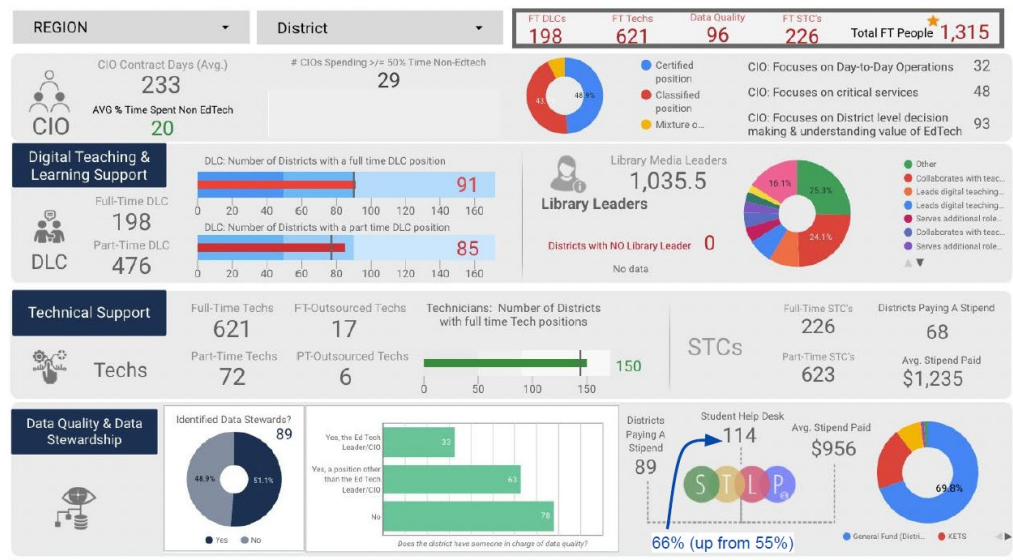 REGION
District
FT DLCs
198
FT Techs
621
Data Quality
96
FT STC's
226
Total FT People
1,315
CIO
CIO Contract Days (Avg.)
233
AVG % Time Spent Non EdTech
20
# CIOs Spending >/= 50% Time Non-Edtech
29
43.
48.9%
Certified
position
Classified
position
Mixture o...
CIO: Focuses on Day-to-Day Operations 32
CIO: Focuses on critical services 48
CIO: Focuses on District level decision
making & understanding value of EdTech 93
Digital Teaching &
Learning Support
DLC
Full-Time DLC
198
Part-Time DLC
476
DLC: Number of Districts with a full time DLC position
91
0 20 40 60 80 100 120 140 160
DLC: Number of Districts with a part time DLC position
85
0 20 40 60 80 100 120 140 160
Library Leaders
Library Media Leaders
1,035.5
Districts with NO Library Leader 0
No data
16.1%
25.3%
24.1%
Other
Collaborates with teac...
Leads digital teaching...
Leads digital teaching...
Serves additional role...
Collaborates with teac...
Serves additional role...
Technical Support
Techs
Full-Time Techs
621
FT-Outsourced Techs
17
Part-Time Techs
72
PT-Outsourced Techs
6
Technicians: Number of Districts
with full time Tech positions
150
0 50 100 150
STCs
Full-Time STC's
226
Districts Paying A Stipend
68
Part-Time STC's
623
Avg. Stipend Paid
$1,235
Data Quality & Data
Stewardship
Identified Data Stewards?
89
48.9%
51.1%
Yes No
Yes, the Ed Tech
Leader/CIO
33
Yes, a position other
than the Ed Tech
Leader/CIO
63
No
78
Does the district have someone in charge of data quality?
Districts
Paying A
Stipend
89
Student Help Desk
114
Avg. Stipend Paid
$956
STLP
66% (up from 55%)
69.8%
General Fund (Distri...
KETS